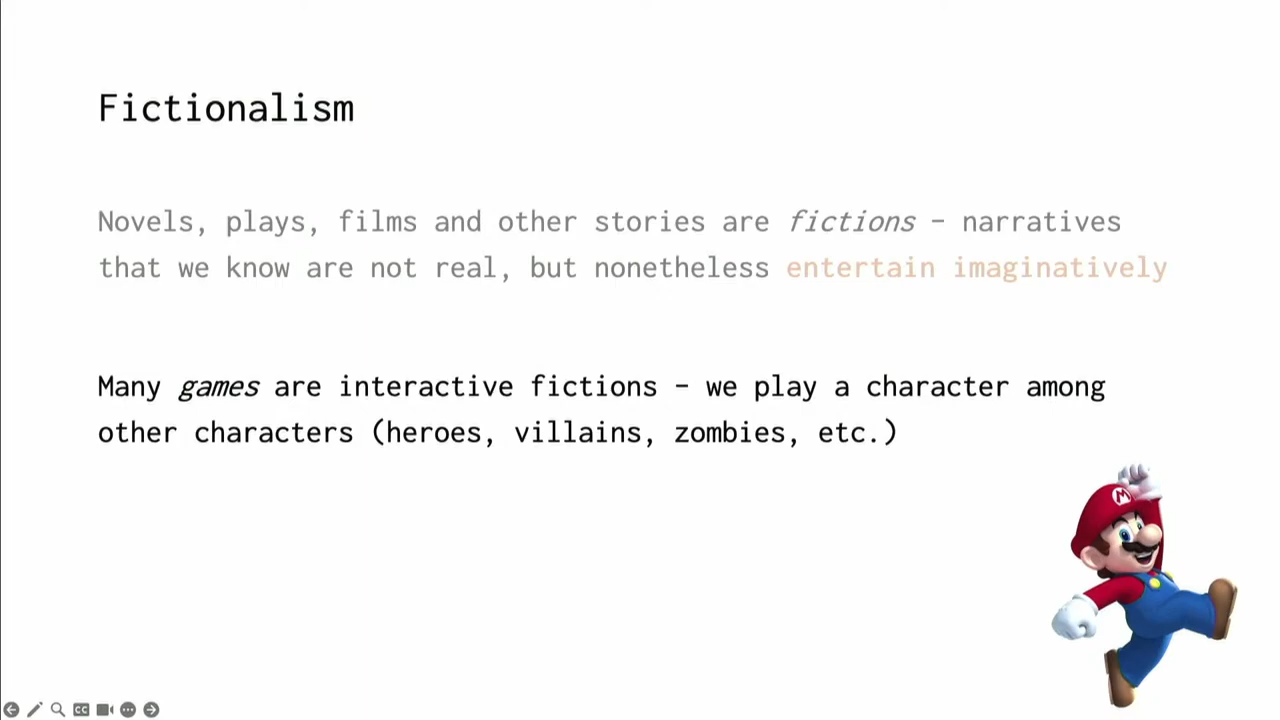 Fictionalism
Novels, plays, films and other stories are fictions – narratives
that we know are not real, but nonetheless entertain imaginatively
Many games are interactive fictions – we play a character among
other characters (heroes, villains, zombies, etc.)
M
CC